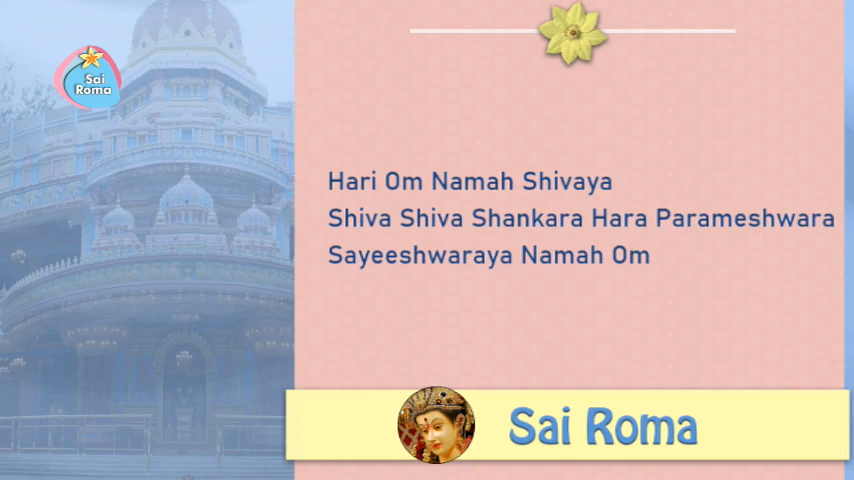 Sai
Roma
Hari Om Namah Shivaya
Shiva Shiva Shankara Hara Parameshwara
Sayeeshwaraya Namah Om
Sai Roma